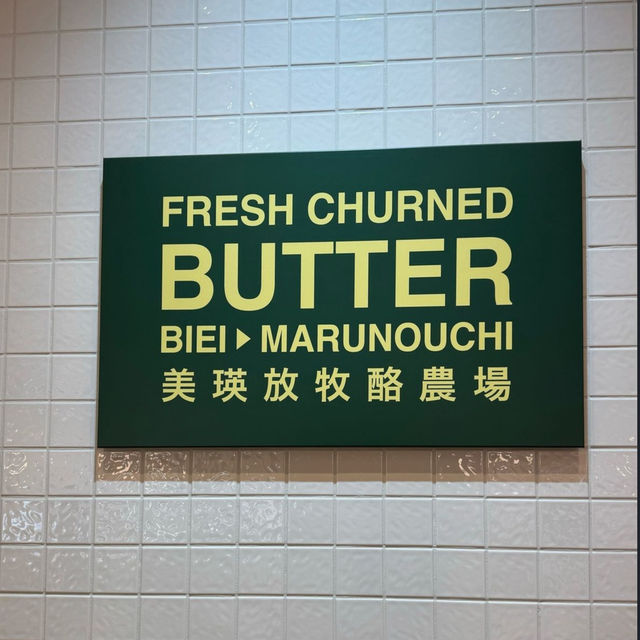 FRESH CHURNED
BUTTER
BIEI▶MARUNOUCHI
美瑛放牧酪農場